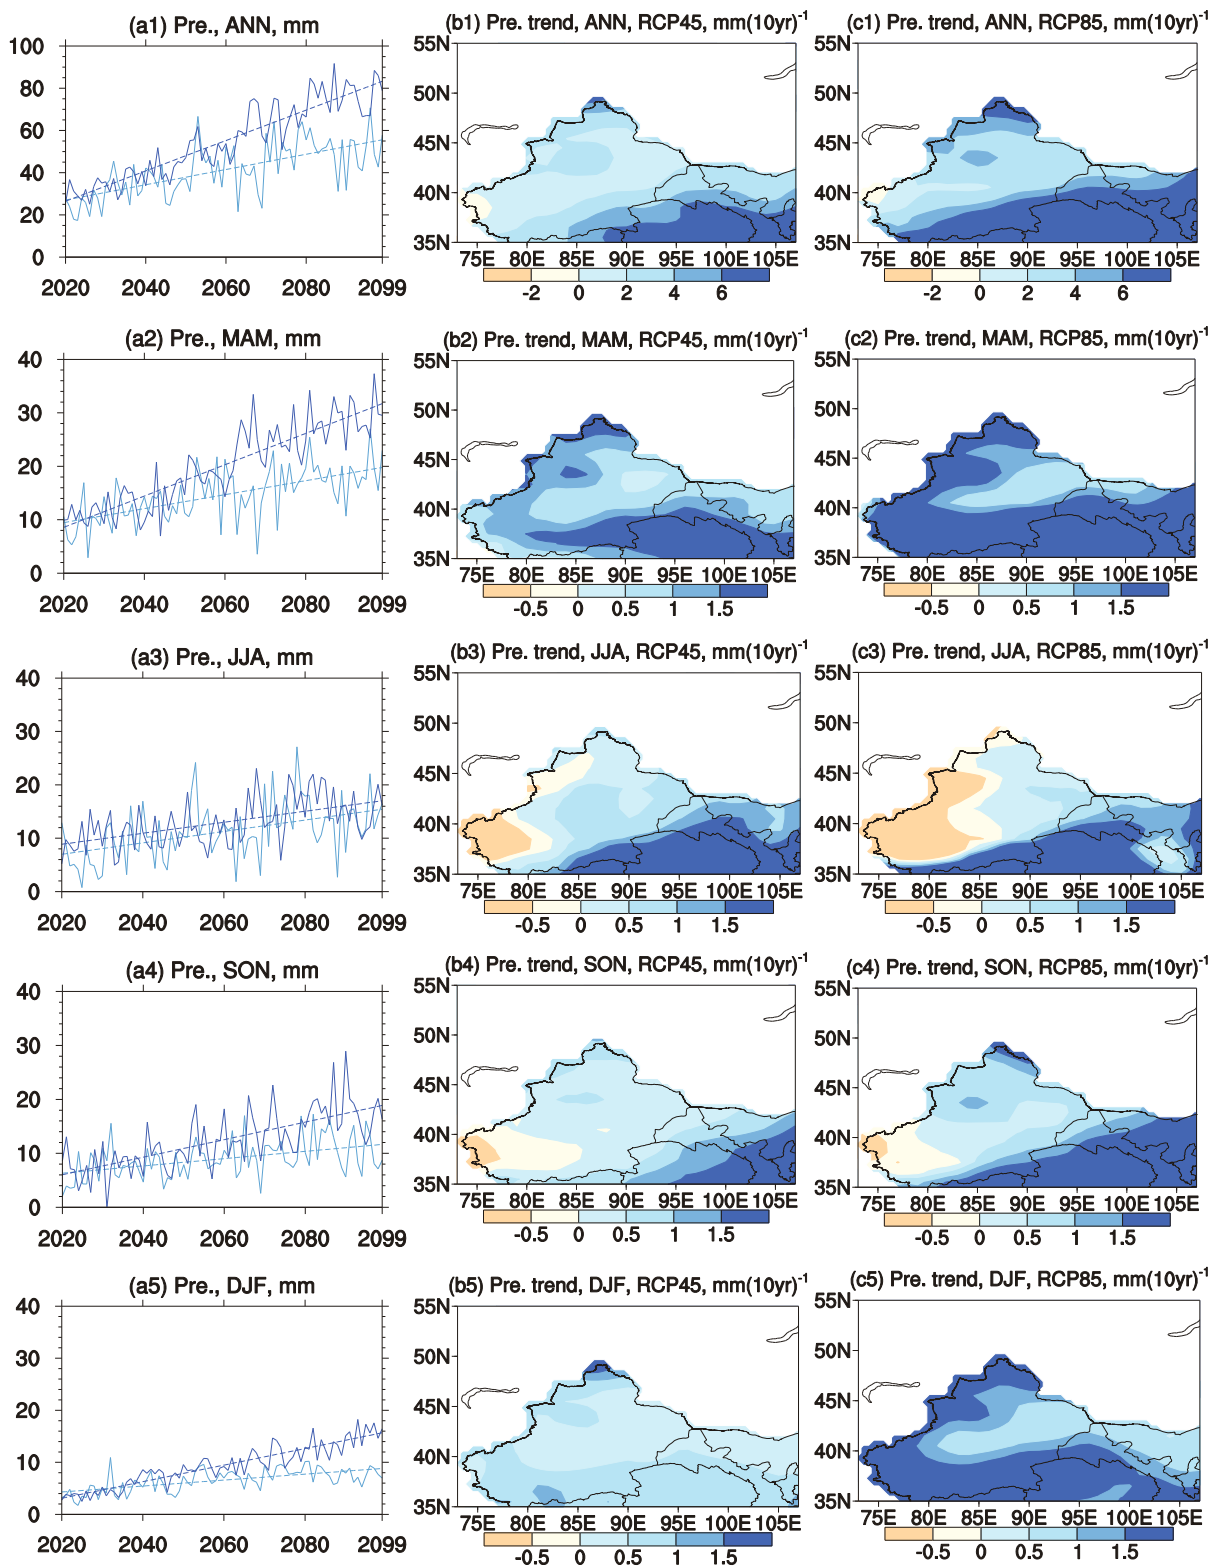 (a1) Pre., ANN, mm
100
80
60
40
20
0
2020 2040 2060 2080 2099
(b1) Pre. trend, ANN, RCP45, mm(10yr)-1
55N
50N
45N
40N
35N
75E 80E 85E 90E 95E 100E 105E
-2 0 2 6
(c1) Pre. trend, ANN, RCP85, mm(10yr)-1
55N
50N
45N
40N
35N
75E 80E 85E 90E 95E 100E 105E
-2 0 2 4 6
(a2) Pre., MAM, mm
40
30
20
10
0
2020 2040 2060 2080 2099
(b2) Pre. trend, MAM, RCP45, mm(10yr)-1
55N
50N
45N
40N
35N
75E 80E 85E 90E 95E 100E 105E
-0.5 0 0.5 1 1.5
(c2) Pre. trend, MAM, RCP85, mm(10yr)-1
55N
50N
45N
40N
35N
75E 80E 85E 90E 95E 100E 105E
-0.5 0 0.5 1 1.5
(a3) Pre., JJA, mm
40
30
20
10
0
2020 2040 2060 2080 2099
(b3) Pre. trend, JJA, RCP45, mm(10yr)-1
55N
50N
45N
40N
35N
75E 80E 85E 90E 95E 100E 105E
-0.5 0 0.5 1 1.5
(c3) Pre. trend, JJA, RCP85, mm(10yr)-1
55N
50N
45N
40N
35N
75E 80E 85E 90E 95E 100E 105E
-0.5 0 0.5 1 1.5
(a4) Pre., SON, mm
40
30
20
10
0
2020 2040 2060 2080 2099
(b4) Pre. trend, SON, RCP45, mm(10yr)-1
55N
50N
45N
40N
35N
75E 80E 85E 90E 95E 100E 105E
-0.5 0 0.5 1 1.5
(c4) Pre. trend, SON, RCP85, mm(10yr)-1
55N
50N
45N
40N
35N
75E 80E 85E 90E 95E 100E 105E
-0.5 0 0.5 1 1.5
(a5) Pre., DJF, mm
40
30
20
10
0
2020 2040 2060 2080 2099
(b5) Pre. trend, DJF, RCP45, mm(10yr)-1
55N
50N
45N
40N
35N
75E 80E 85E 90E 95E 100E 105E
-0.5 0 0.5 1 1.5
(c5) Pre. trend, DJF, RCP85, mm(10yr)-1
55N
50N
45N
40N
35N
75E 80E 85E 90E 95E 100E 105E
-0.5 0 0.5 1 1.5